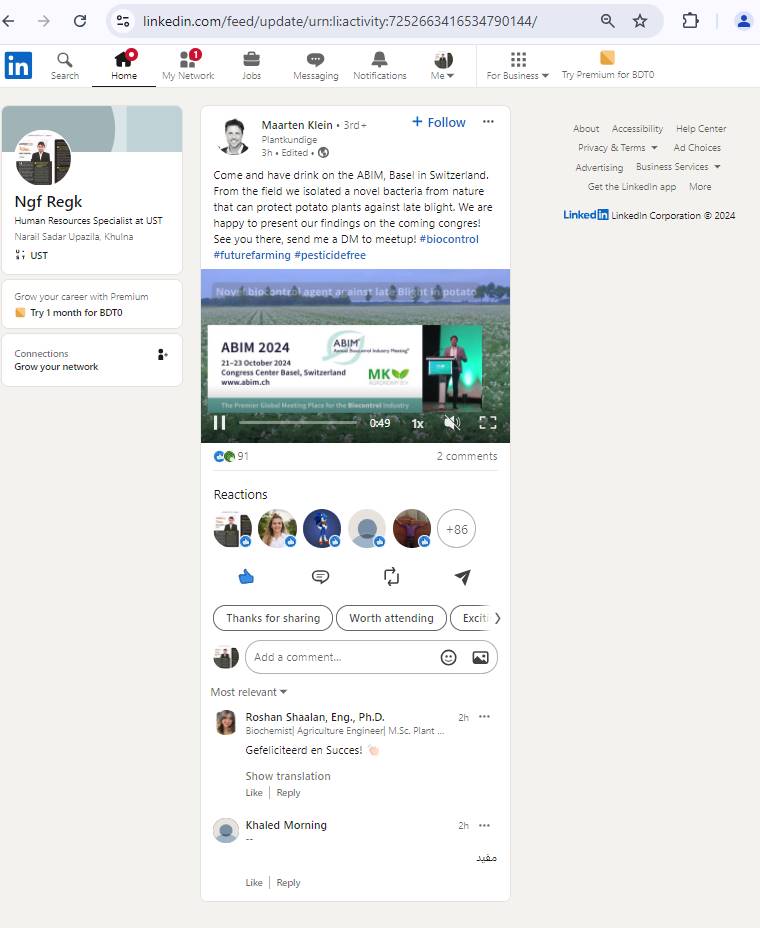 linkedin.com/feed/update/urn:li:activity:7252663416534790144/
in
Search
Home
1
My Network
Jobs
Messaging
Notifications
Me
For Business
Try Premium for BDT0
Ngf Regk
Human Resources Specialist at UST
Narail Sadar Upazila, Khulna
UST
Grow your career with Premium
Try 1 month for BDT0
Connections
Grow your network
Maarten Klein • 3rd+
+ Follow
Plantkundige
3h • Edited •
Come and have drink on the ABIM, Basel in Switzerland.
From the field we isolated a novel bacteria from nature
that can protect potato plants against late blight. We are
happy to present our findings on the coming congres!
See you there, send me a DM to meetup! #biocontrol
#futurefarming #pesticidefree
Novel biocontrol agent against late Blight in potato
ABIM 2024
21–23 October 2024
Congress Center Basel, Switzerland
www.abim.ch
ABIM
Annual Biocontrol Industry Meeting
MK
The Premier Global Meeting Place for the Biocontrol Industry
0:49
1x
91
2 comments
Reactions
+86
Thanks for sharing
Worth attending
Exciti
Add a comment...
Most relevant
Roshan Shaalan, Eng., Ph.D.
2h
Biochemist| Agriculture Engineer| M.Sc. Plant ...
Gefeliciteerd en Succes!
Show translation
Like
Reply
Khaled Morning
2h
--
مفيد
Like
Reply
About
Accessibility
Help Center
Privacy & Terms
Ad Choices
Advertising
Business Services
Get the LinkedIn app
More
LinkedIn LinkedIn Corporation © 2024